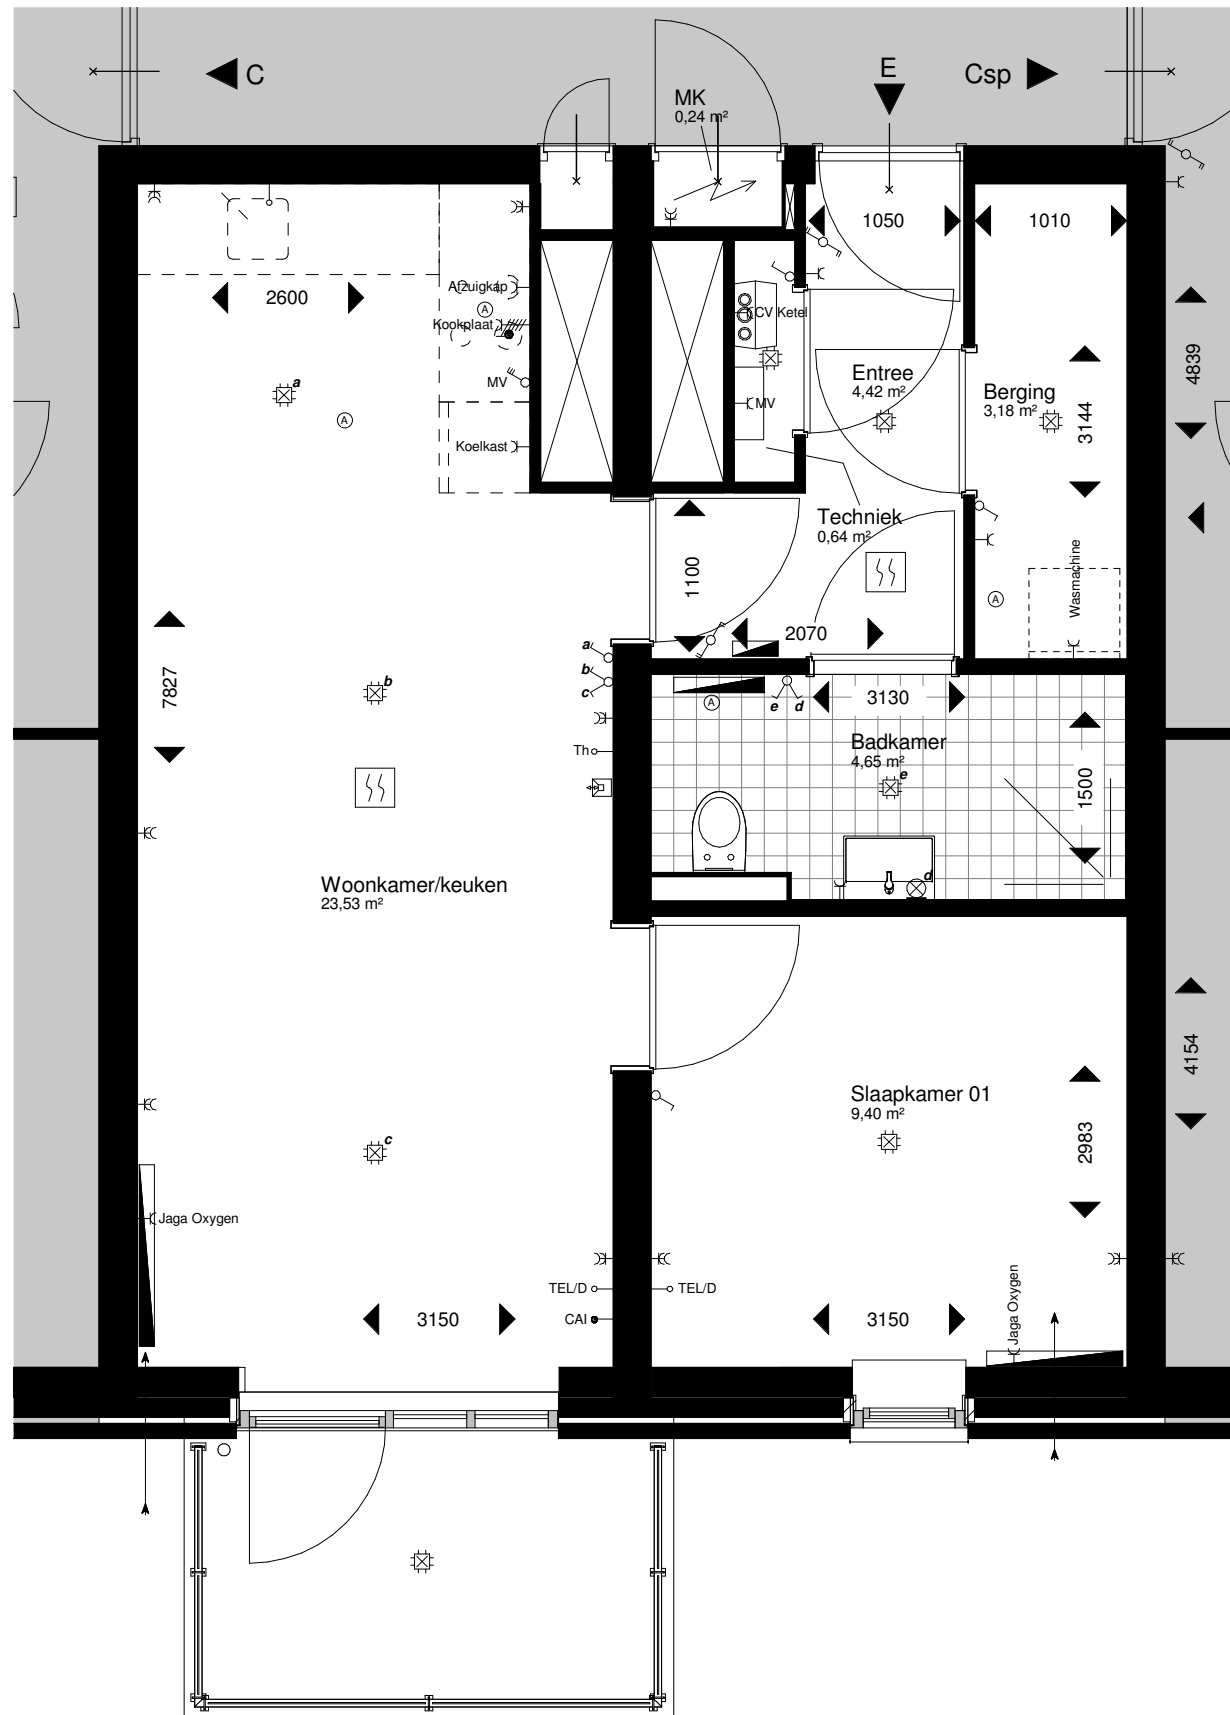 C
MK
0,24 m²
E
Csp
1050
1010
2600
Afzuigkap
A
Kookplaat
CV Ketel
4839
a
A
MV
MV
Entree
4,42 m²
Berging
3,18 m²
3144
Koelkast
Techniek
0,64 m²
1100
Wasmachine
A
2070
a
b
c
7827
b
A
e
d
3130
Th
Badkamer
4,65 m²
e
1500
Woonkamer/keuken
23,53 m²
d
4154
Slaapkamer 01
9,40 m²
c
2983
Jaga Oxygen
TEL/D
TEL/D
Jaga Oxygen
3150
CAI
3150